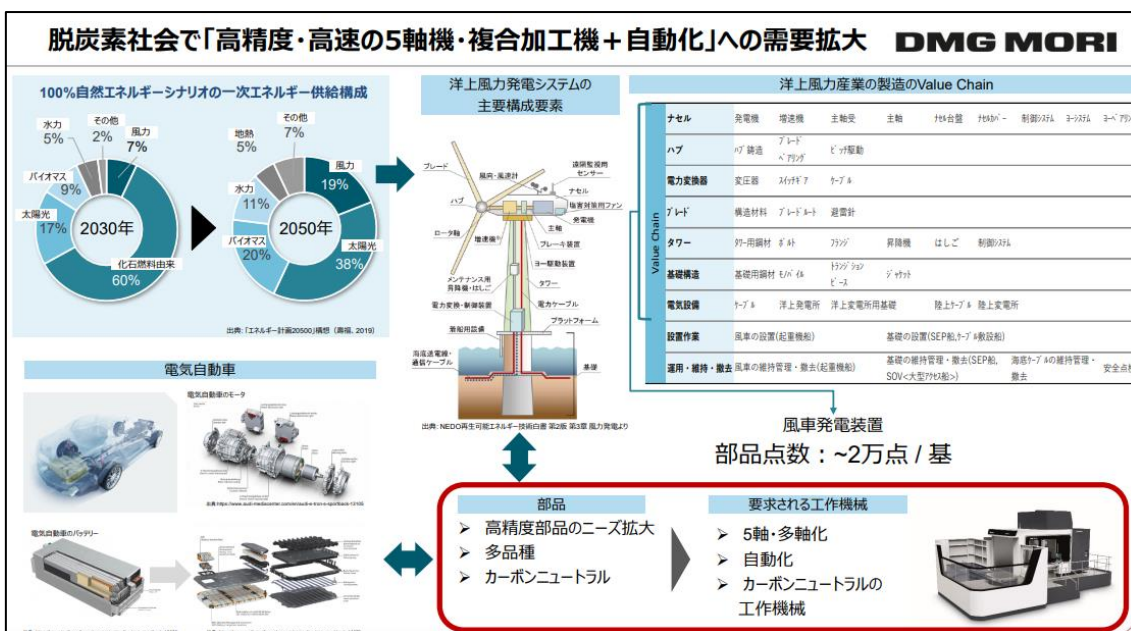 脱炭素社会で「高精度・高速の5軸機・複合加工機+自動化」への需要拡大
DMG MORI
100%自然エネルギーシナリオの一次エネルギー供給構成
水力
5%
その他
2%
風力
7%
バイオマス
9%
太陽光
17%
2030年
化石燃料由来
60%
地熱
5%
その他
7%
風力
19%
水力
11%
2050年
バイオマス
20%
太陽光
38%
出典:「エネルギー計画20500」構想(壽福, 2019)
洋上風力発電システムの
主要構成要素
ブレード
風向・風速計
遠隔監視用
センサー
ナセル
塩害対策用ファン
ハブ
発電機
主軸
ロータ軸
増速機
ブレーキ装置
ヨー駆動装置
メンテナンス用
昇降機・はしご
タワー
電力変換・制御装置
電力ケーブル
乗船用設備
プラットフォーム
海底送電線・
通信ケーブル
基礎
出典: NEDO再生可能エネルギー技術白書 第2版 第3章 風力発電より
洋上風力産業の製造のValue Chain
Value Chain
ナセル 発電機 増速機 主軸受 主軸 ナセル台盤 ナセルカバー 制御システム ヨーシステム
ハブ ハブ鋳造 ブレードベアリング ピッチ駆動
電力変換器 変圧器 スイッチギア ケーブル
ブレード 構造材料 ブレードルート 避雷針
タワー タワー用鋼材 ボルト フランジ 昇降機 はしご 制御システム
基礎構造 基礎用鋼材 モノパイル トランジションピース ジャケット
電気設備 ケーブル 洋上発電所 洋上変電所用基礎 陸上ケーブル 陸上変電所
設置作業 風車の設置(起重機船) 基礎の設置(SEP船,ケーブル敷設船)
運用・維持・撤去 風車の維持管理・撤去(起重機船) 基礎の維持管理・撤去(SEP船, SOV<大型アクセス船>) 海底ケーブルの維持管理・撤去 安全点検
風車発電装置
部品点数:~2万点 / 基
電気自動車
電気自動車のモータ
電気自動車のバッテリー
部品
➢ 高精度部品のニーズ拡大
➢ 多品種
➢ カーボンニュートラル
要求される工作機械
➢ 5軸・多軸化
➢ 自動化
➢ カーボンニュートラルの
工作機械